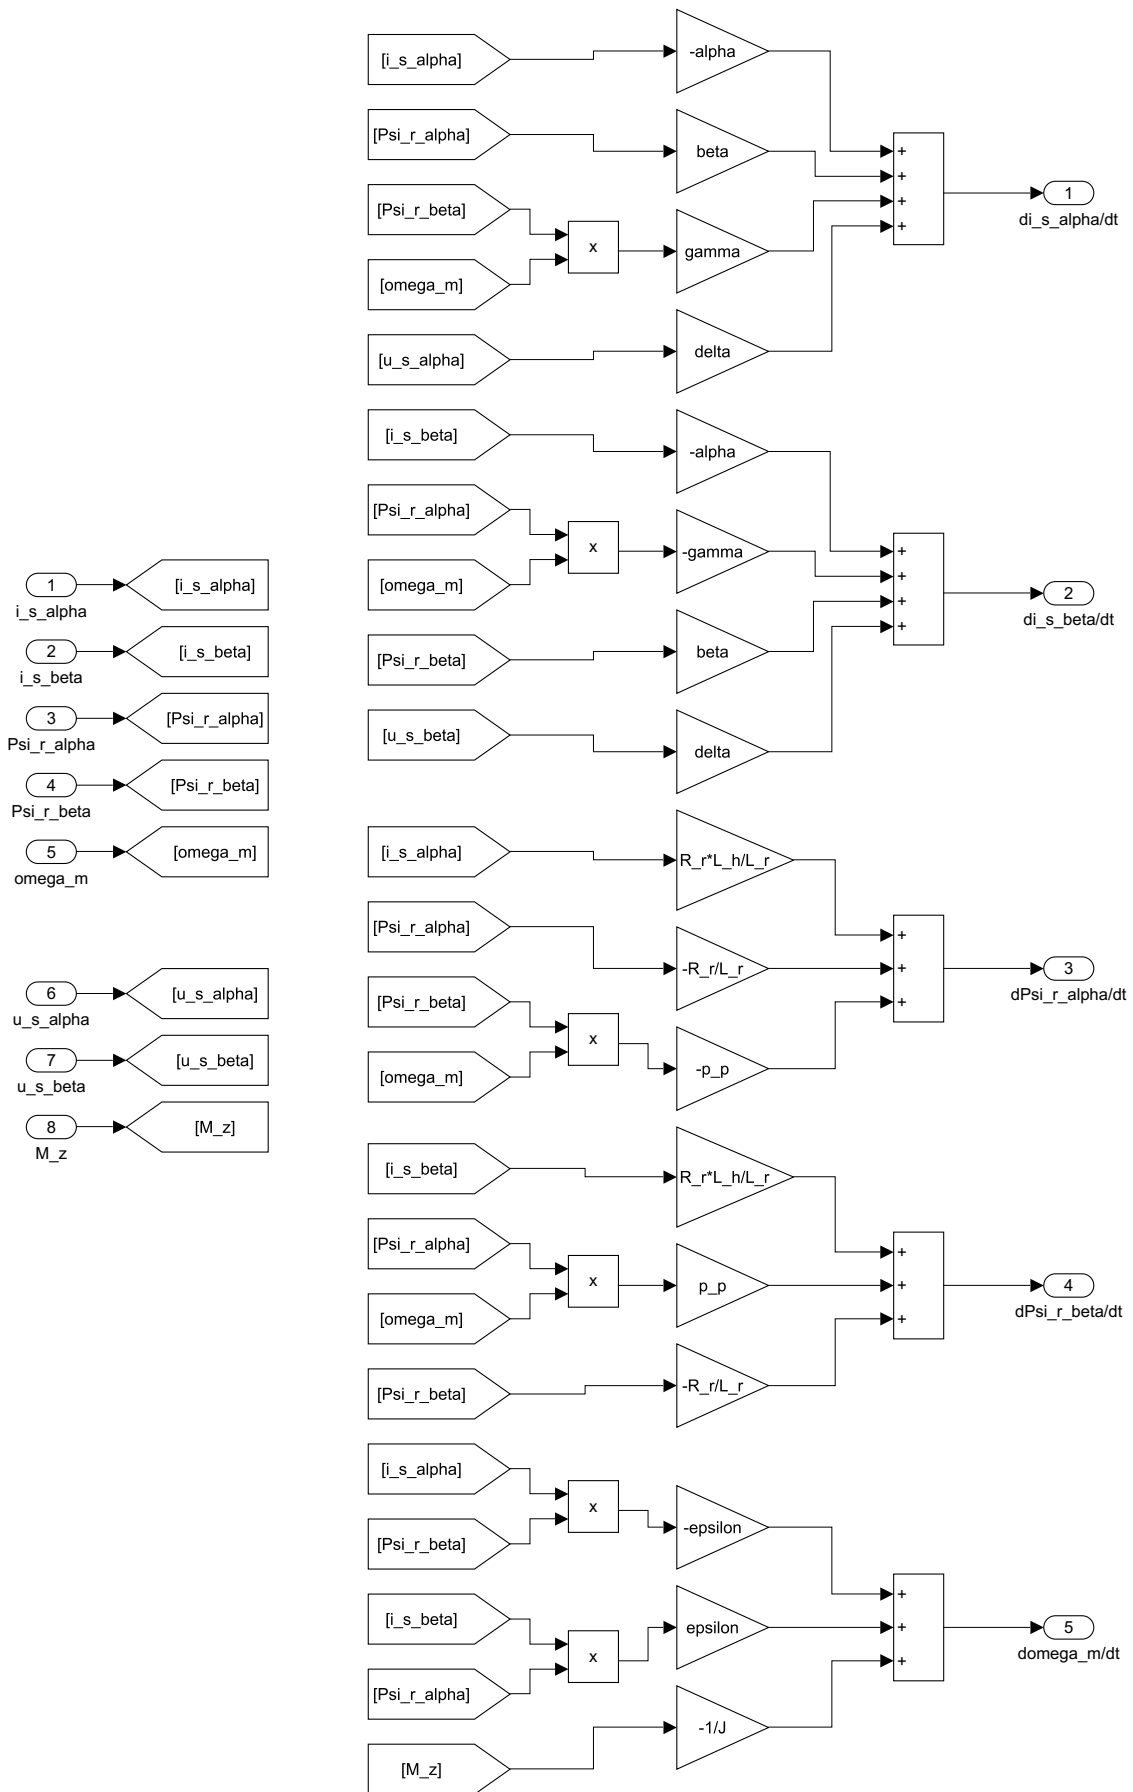 1
i_s_alpha
[i_s_alpha]
2
i_s_beta
[i_s_beta]
3
Psi_r_alpha
[Psi_r_alpha]
4
Psi_r_beta
[Psi_r_beta]
5
omega_m
[omega_m]
6
u_s_alpha
[u_s_alpha]
7
u_s_beta
[u_s_beta]
8
M_z
[M_z]
[i_s_alpha]
-alpha
[Psi_r_alpha]
beta
[Psi_r_beta]
[omega_m]
x
gamma
[u_s_alpha]
delta
+
+
+
+
1
di_s_alpha/dt
[i_s_beta]
-alpha
[Psi_r_alpha]
[omega_m]
x
-gamma
[Psi_r_beta]
beta
[u_s_beta]
delta
+
+
+
+
2
di_s_beta/dt
[i_s_alpha]
R_r*L_h/L_r
[Psi_r_alpha]
-R_r/L_r
[Psi_r_beta]
[omega_m]
x
-p_p
+
+
+
3
dPsi_r_alpha/dt
[i_s_beta]
R_r*L_h/L_r
[Psi_r_alpha]
[omega_m]
x
p_p
[Psi_r_beta]
-R_r/L_r
+
+
+
4
dPsi_r_beta/dt
[i_s_alpha]
[Psi_r_beta]
x
-epsilon
[i_s_beta]
[Psi_r_alpha]
x
epsilon
[M_z]
-1/J
+
+
+
5
domega_m/dt